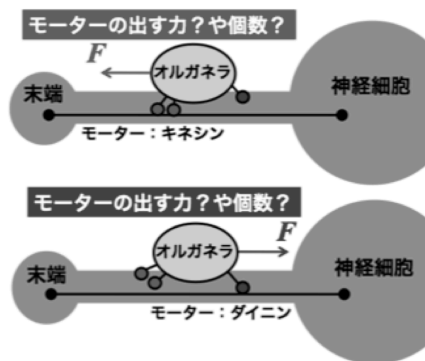 モーターの出す力？や個数？
F
オルガネラ
末端
神経細胞
モーター：キネシン
モーターの出す力？や個数？
F
オルガネラ
末端
神経細胞
モーター：ダイニン